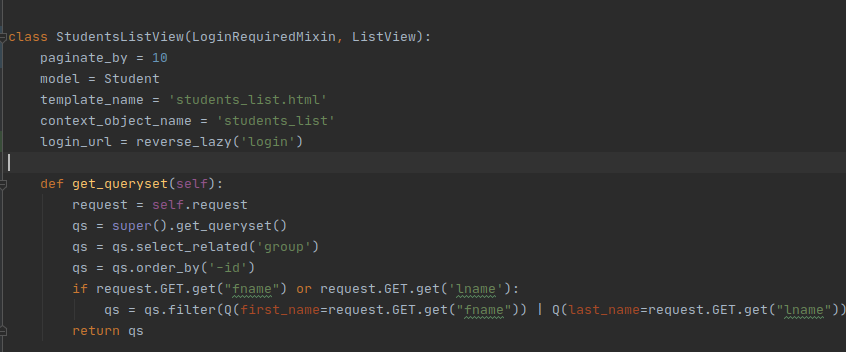 class StudentsListView(LoginRequiredMixin, ListView):
    paginate_by = 10
    model = Student
    template_name = 'students_list.html'
    context_object_name = 'students_list'
    login_url = reverse_lazy('login')

    def get_queryset(self):
        request = self.request
        qs = super().get_queryset()
        qs = qs.select_related('group')
        qs = qs.order_by('-id')
        if request.GET.get("fname") or request.GET.get('lname'):
            qs = qs.filter(Q(first_name=request.GET.get("fname")) | Q(last_name=request.GET.get("lname"))
        return qs